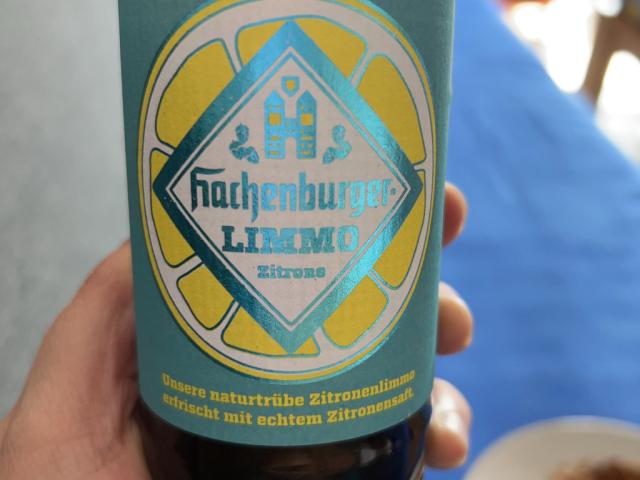 Hachenburger
LIMMO
Zitrone
Unsere naturtrübe Zitronenlimmo
erfrischt mit echtem Zitronensaft.